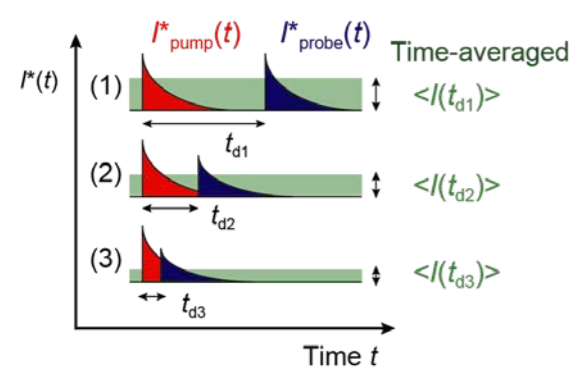 I*pump(t) I*probe(t)
Time-averaged
I*(t)
(1) <I(td1)>
td1
(2) <I(td2)>
td2
(3) <I(td3)>
td3
Time t